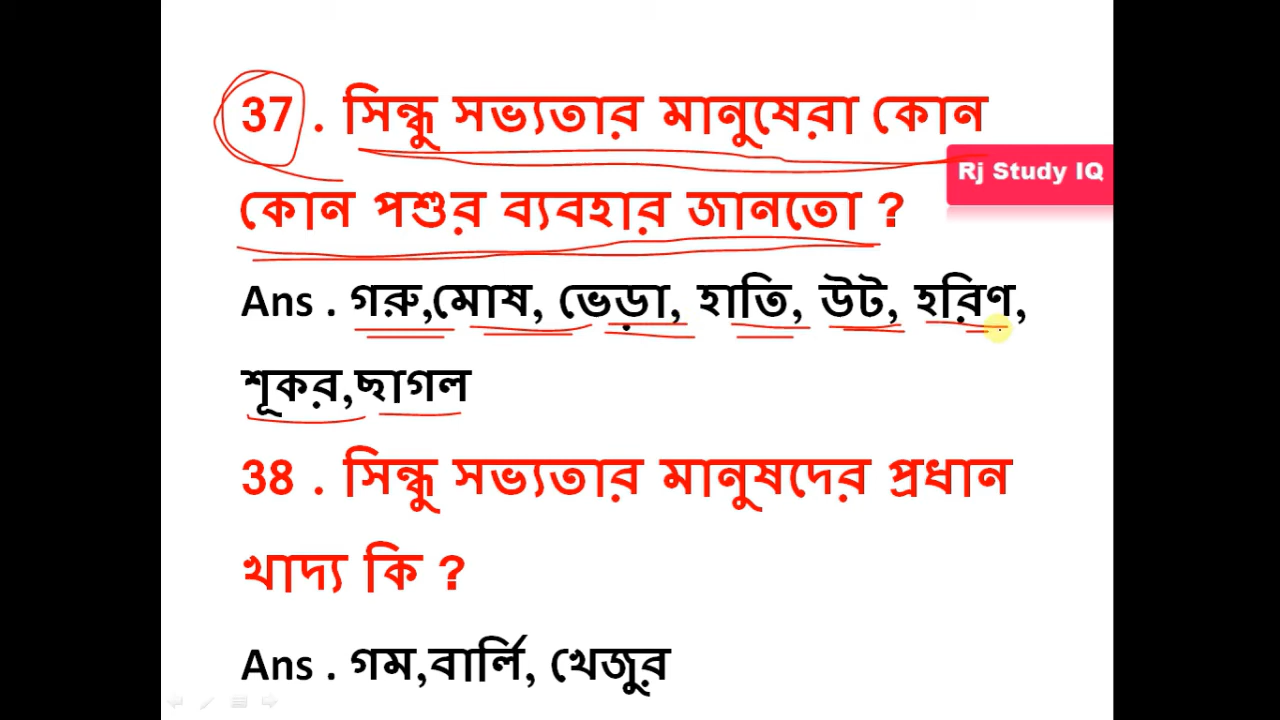 37 . সিন্ধু সভ্যতার মানুষেরা কোন
Rj Study IQ
কোন পশুর ব্যবহার জানতো ?
Ans . গরু,মোষ, ভেড়া, হাতি, উট, হরিণ,
শূকর,ছাগল
38 . সিন্ধু সভ্যতার মানুষদের প্রধান
খাদ্য কি ?
Ans . গম,বার্লি, খেজুর